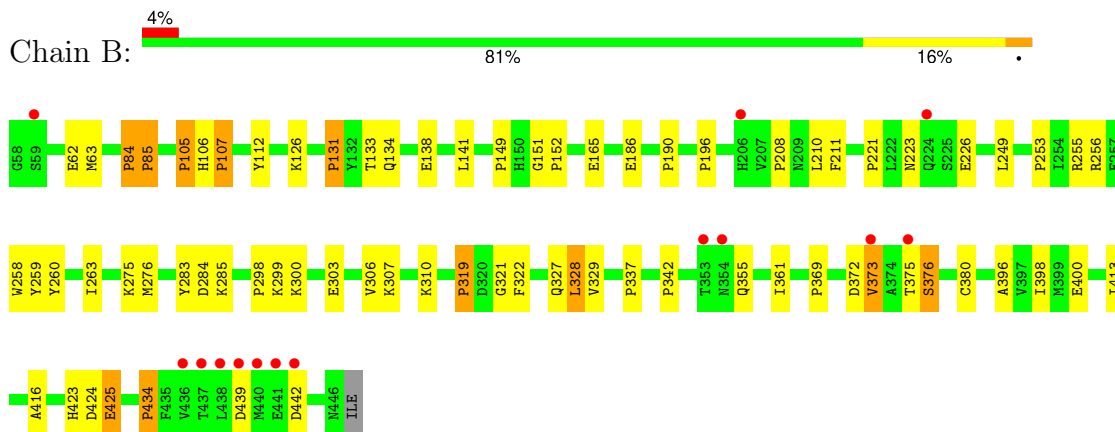 4%
Chain B:
81% 16% •
G58 S59 E62 M63 P84 P85 P105 H106 P107 Y112 K126 P131 Y132 T133 Q134 E138 L141 P149 H150 G151 P152 E165 E186 P190 P196 H206 V207 P208 N209 L210 F211 P221 L222 N223 Q224 S225 E226 L249 P253 I254 R255 R256 E257
W258 Y259 Y260 I263 K275 M276 Y283 D284 K285 P298 K299 K300 E303 V306 K307 K310 P319 D320 G321 F322 Q327 L328 V329 P337 P342 T353 N354 Q355 I361 P369 D372 V373 A374 T375 S376 C380 A396 V397 I398 M399 E400 I413
A416 H423 D424 E425 P434 F435 V436 T437 L438 D439 M440 E441 D442 N446 ILE